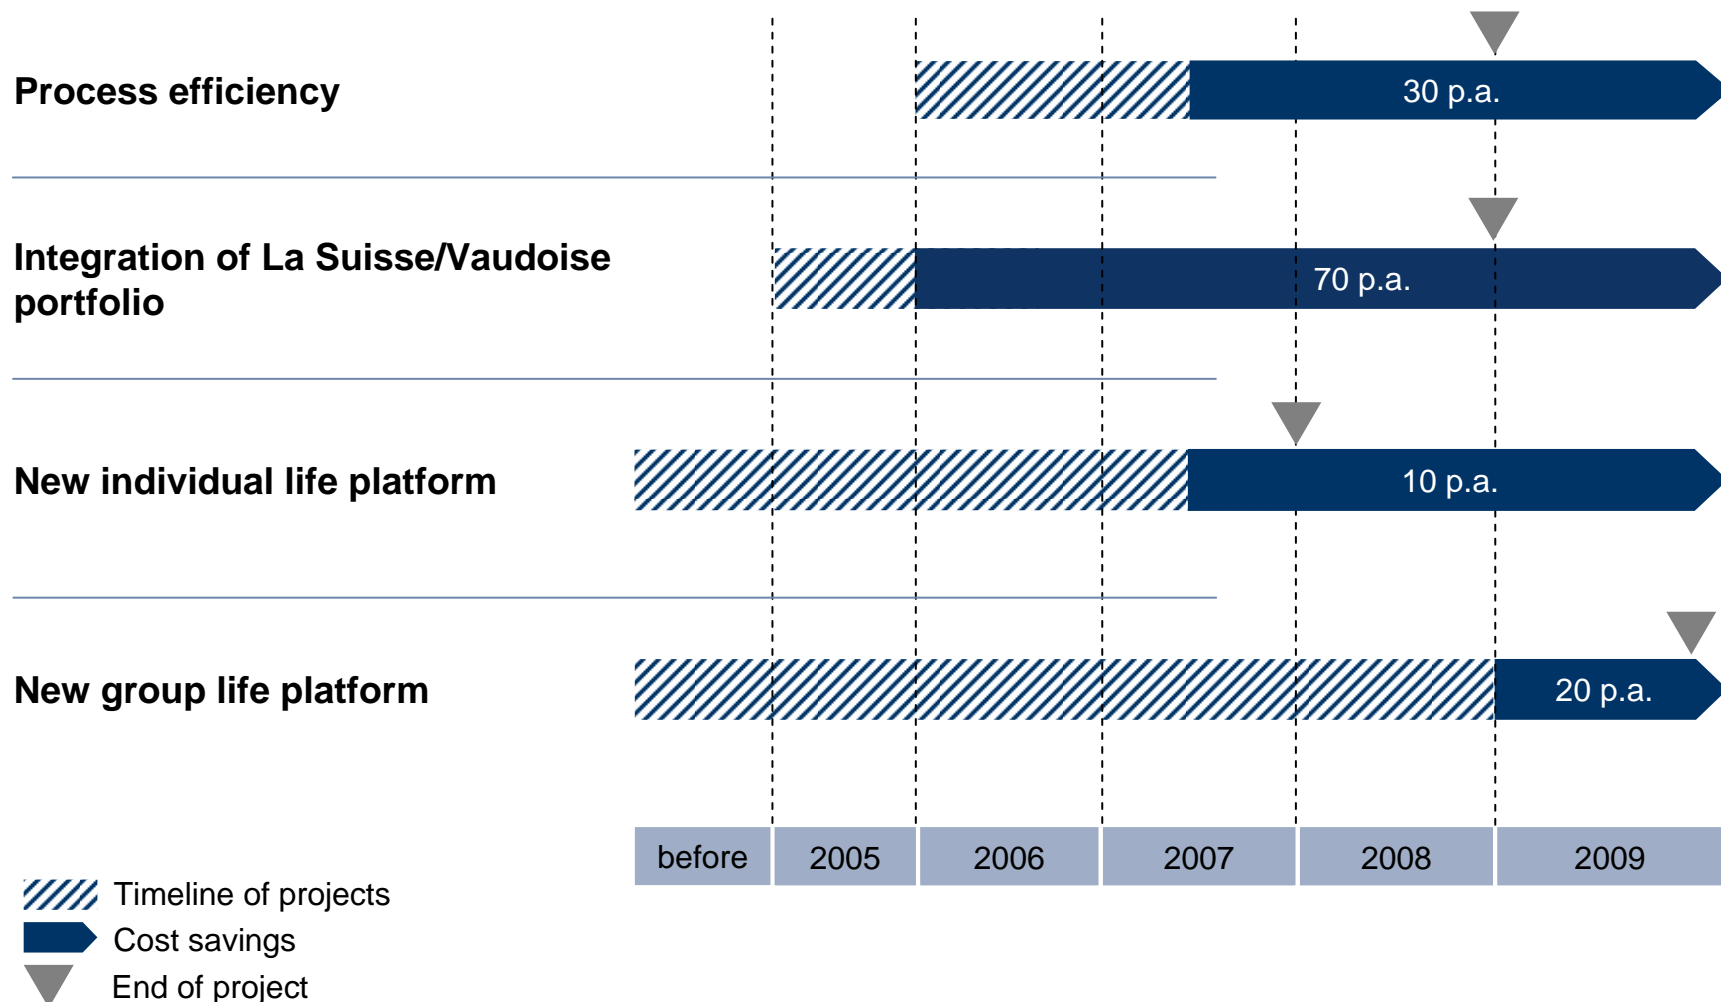 Process efficiency
30 p.a.
Integration of La Suisse/Vaudoise
portfolio
70 p.a.
New individual life platform
10 p.a.
New group life platform
20 p.a.
before 2005 2006 2007 2008 2009
Timeline of projects
Cost savings
End of project